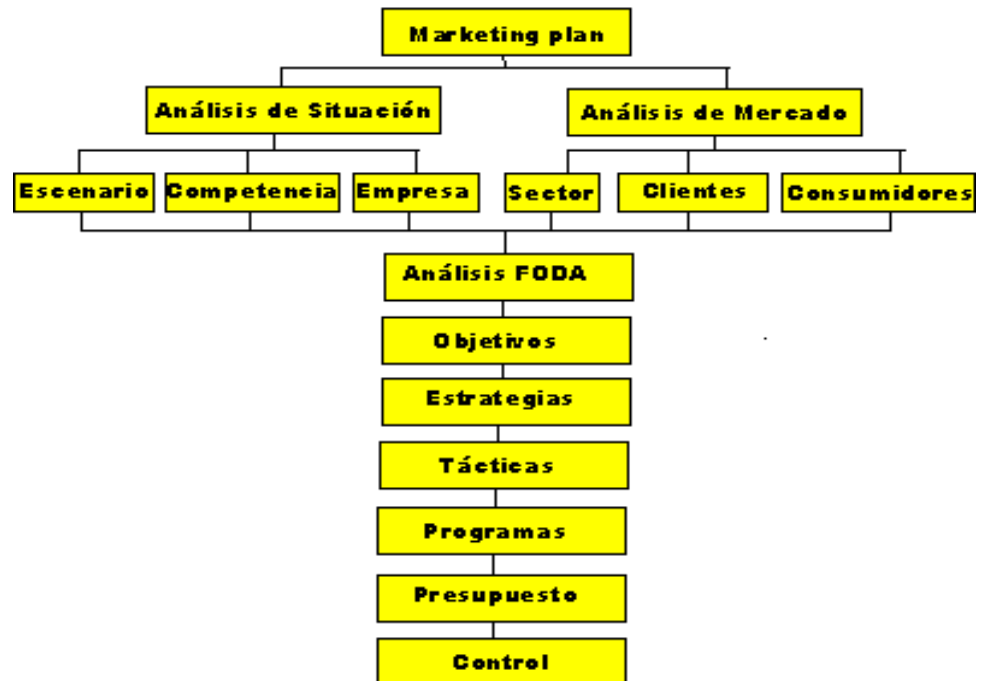 Marketing plan
Análisis de Situación
Análisis de Mercado
Escenario
Competencia
Empresa
Sector
Clientes
Consumidores
Análisis FODA
Objetivos
Estrategias
Tácticas
Programas
Presupuesto
Control